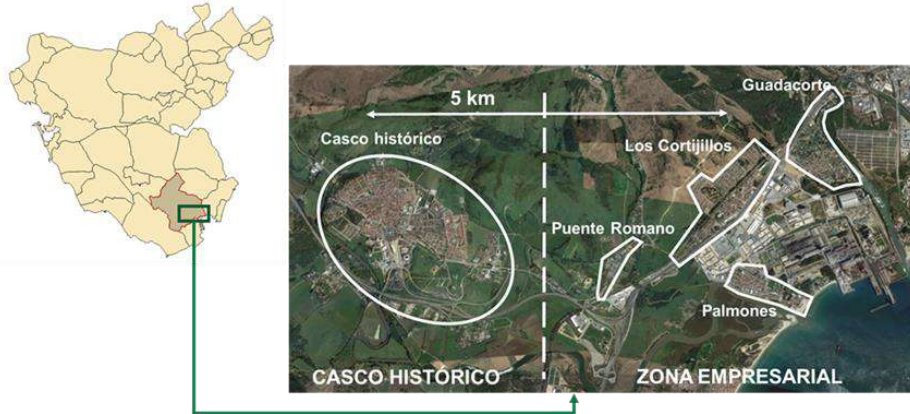 Guadacorte
5 km
Casco histórico
Los Cortijillos
Puente Romano
Palmones
CASCO HISTÓRICO
ZONA EMPRESARIAL